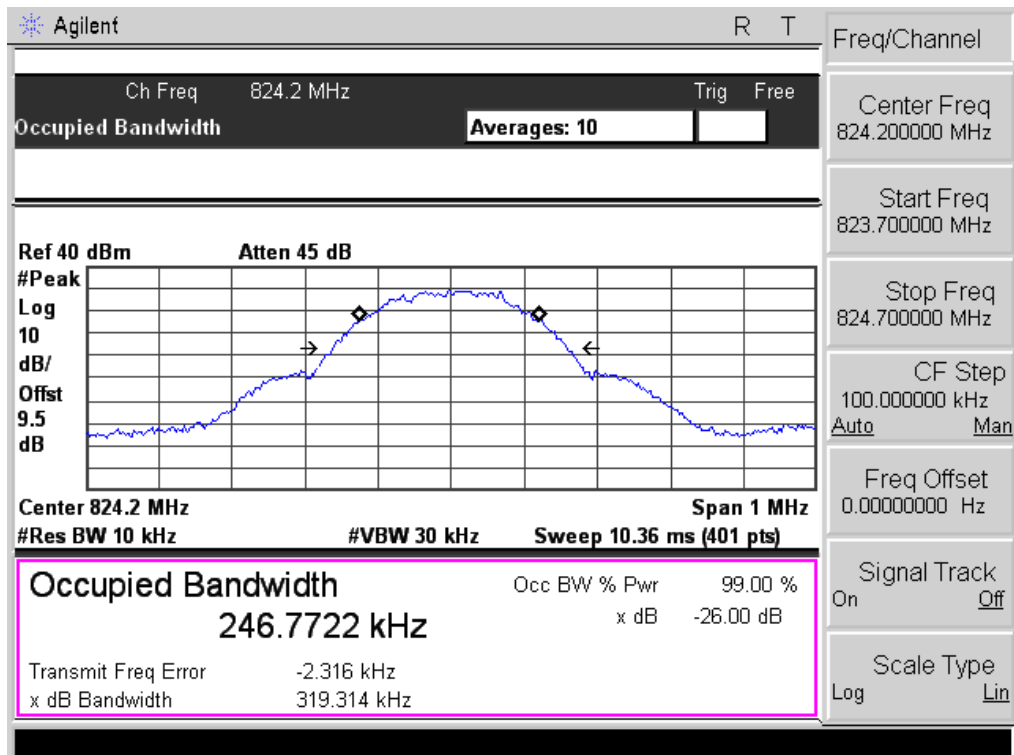 Agilent R T
Ch Freq 824.2 MHz Trig Free
Occupied Bandwidth Averages: 10
Ref 40 dBm Atten 45 dB
#Peak
Log
10
dB/
Offst
9.5
dB
Center 824.2 MHz Span 1 MHz
#Res BW 10 kHz #VBW 30 kHz Sweep 10.36 ms (401 pts)
Occupied Bandwidth Occ BW % Pwr 99.00 %
246.7722 kHz x dB -26.00 dB
Transmit Freq Error -2.316 kHz
x dB Bandwidth 319.314 kHz
Freq/Channel
Center Freq
824.200000 MHz
Start Freq
823.700000 MHz
Stop Freq
824.700000 MHz
CF Step
100.000000 kHz
Auto Man
Freq Offset
0.00000000 Hz
Signal Track
On Off
Scale Type
Log Lin